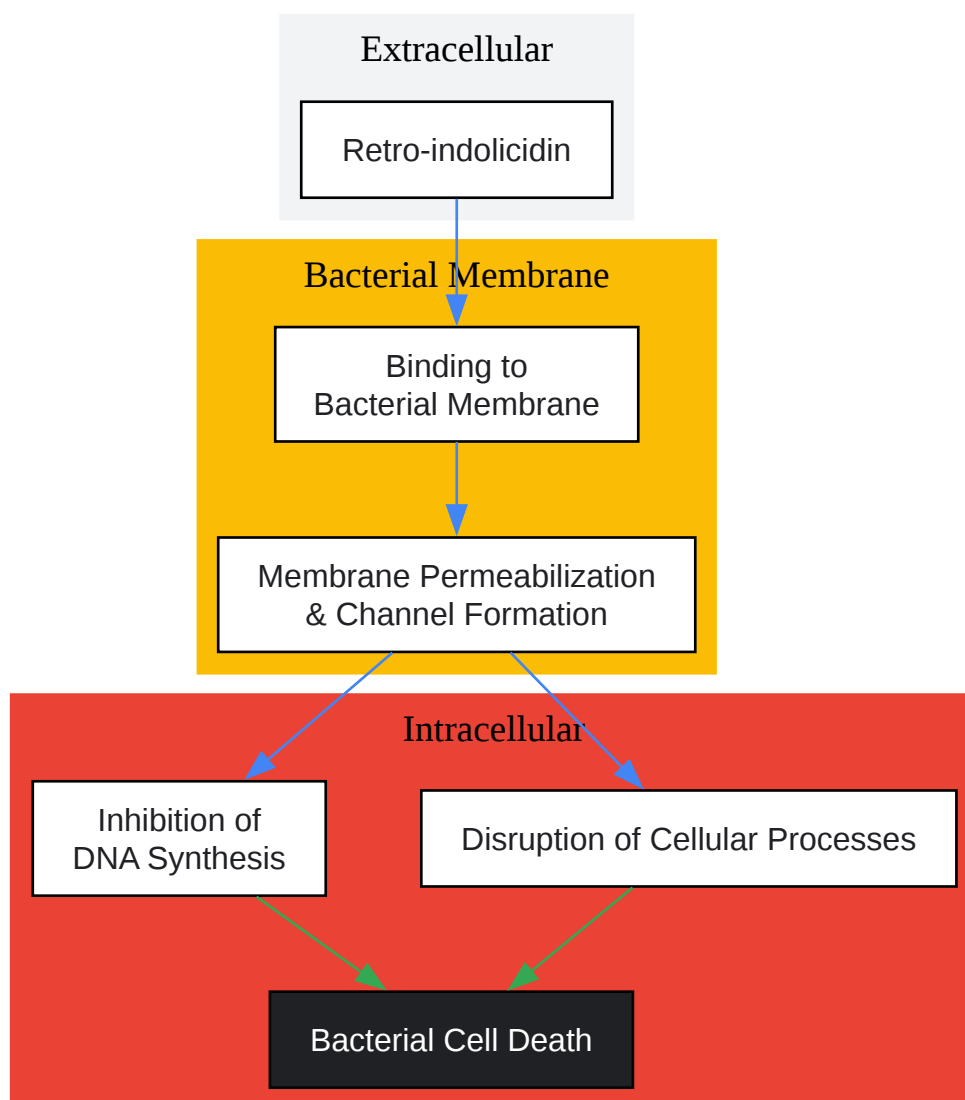 Extracellular
Retro-indolicidin
Bacterial Membrane
Binding to
Bacterial Membrane
Membrane Permeabilization
& Channel Formation
Intracellular
Inhibition of
DNA Synthesis
Disruption of Cellular Processes
Bacterial Cell Death